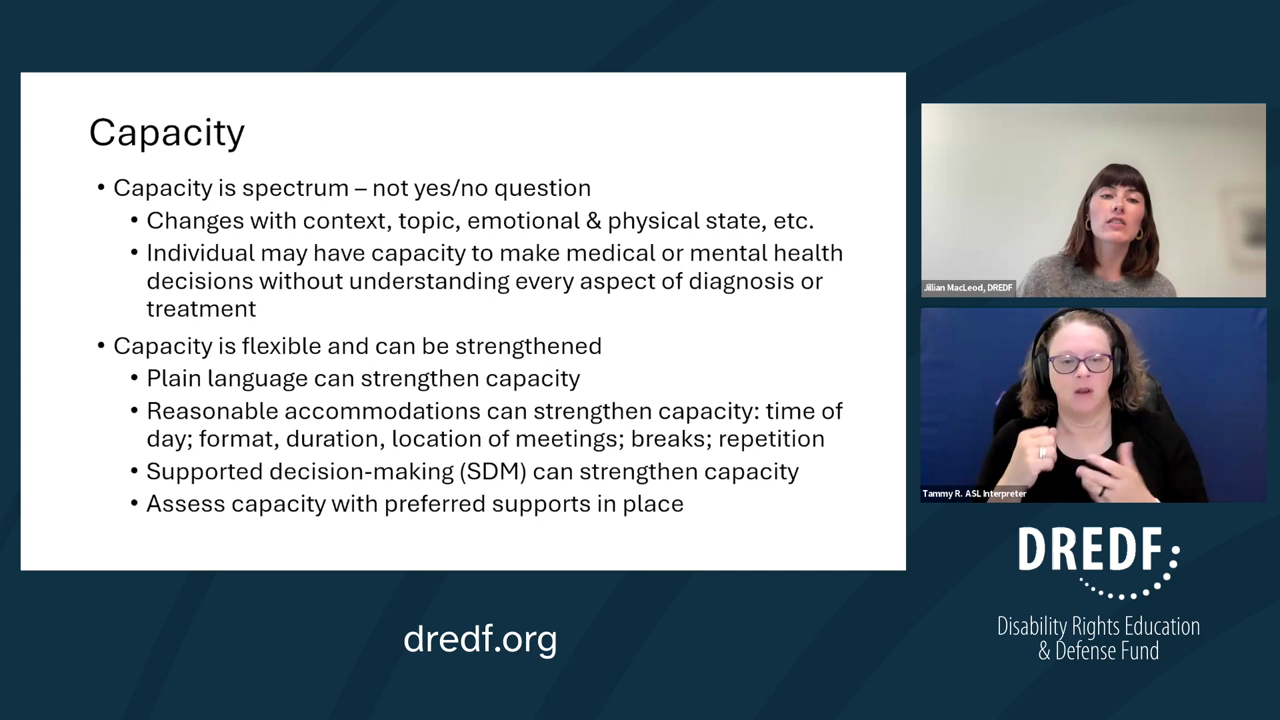 Capacity
• Capacity is spectrum – not yes/no question
• Changes with context, topic, emotional & physical state, etc.
• Individual may have capacity to make medical or mental health
decisions without understanding every aspect of diagnosis or
treatment
• Capacity is flexible and can be strengthened
• Plain language can strengthen capacity
• Reasonable accommodations can strengthen capacity: time of
day; format, duration, location of meetings; breaks; repetition
• Supported decision-making (SDM) can strengthen capacity
• Assess capacity with preferred supports in place
dredf.org
Jillian MacLeod, DREDF
Tammy R. ASL Interpreter
DREDF
Disability Rights Education
& Defense Fund